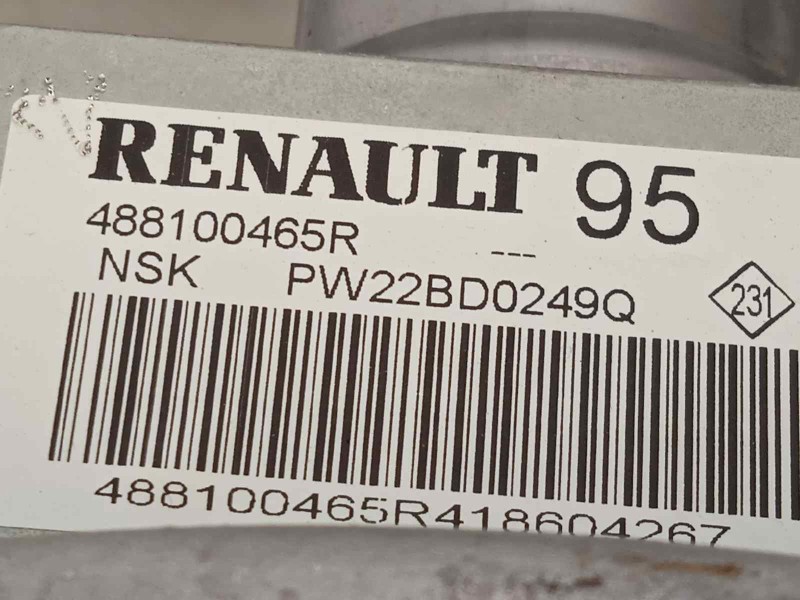 RENAULT 95
488100465R ---
NSK PW22BD0249Q
231
488100465R418604267